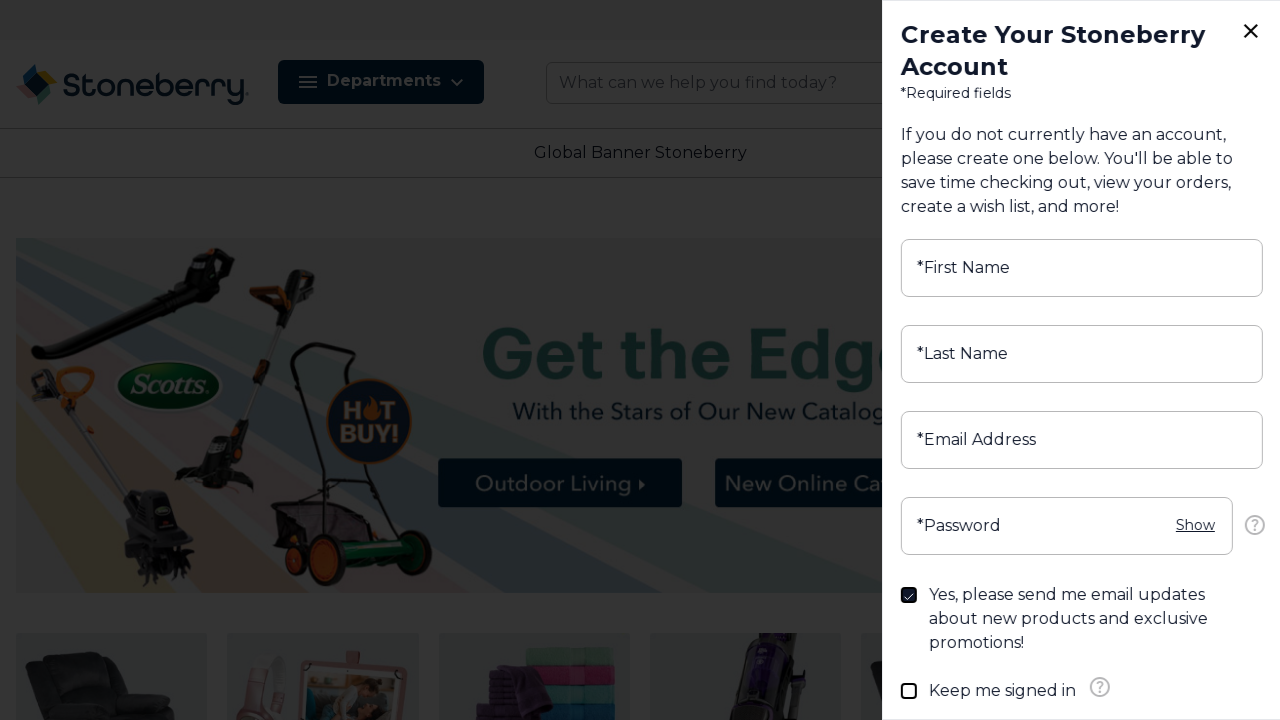 Stoneberry
Departments
What can we help you find today?
Global Banner Stoneberry
Scotts
HOT
BUY!
Get the Edge
With the Stars of Our New Catalog
Outdoor Living
New Online Ca
Create Your Stoneberry
Account
*Required fields
If you do not currently have an account,
please create one below. You'll be able to
save time checking out, view your orders,
create a wish list, and more!
*First Name
*Last Name
*Email Address
*Password Show
Yes, please send me email updates
about new products and exclusive
promotions!
Keep me signed in